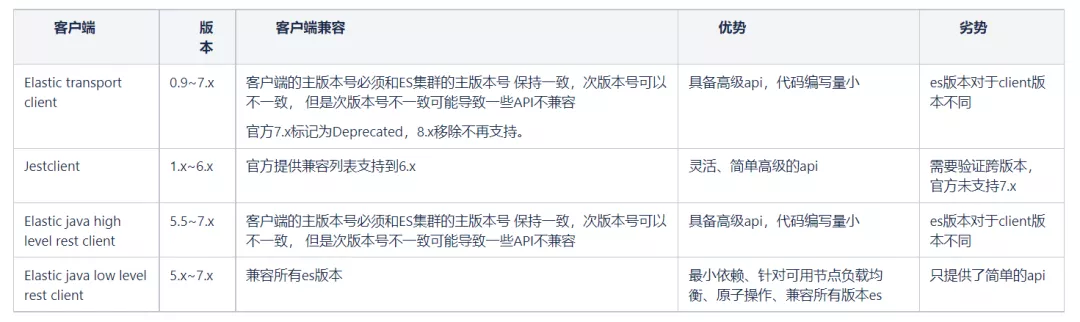 客户端 版本 客户端兼容 优势 劣势
Elastic transport client 0.9~7.x 客户端的主版本号必须和ES集群的主版本号 保持一致，次版本号可以不一致， 但是次版本号不一致可能导致一些API不兼容 具备高级api，代码编写量小 es版本对于client版本不同
官方7.x标记为Deprecated，8.x移除不再支持。
Jestclient 1.x~6.x 官方提供兼容列表支持到6.x 灵活、简单高级的api 需要验证跨版本，官方未支持7.x
Elastic java high level rest client 5.5~7.x 客户端的主版本号必须和ES集群的主版本号 保持一致，次版本号可以不一致， 但是次版本号不一致可能导致一些API不兼容 具备高级api，代码编写量小 es版本对于client版本不同
Elastic java low level rest client 5.x~7.x 兼容所有es版本 最小依赖、针对可用节点负载均衡、原子操作、兼容所有版本es 只提供了简单的api